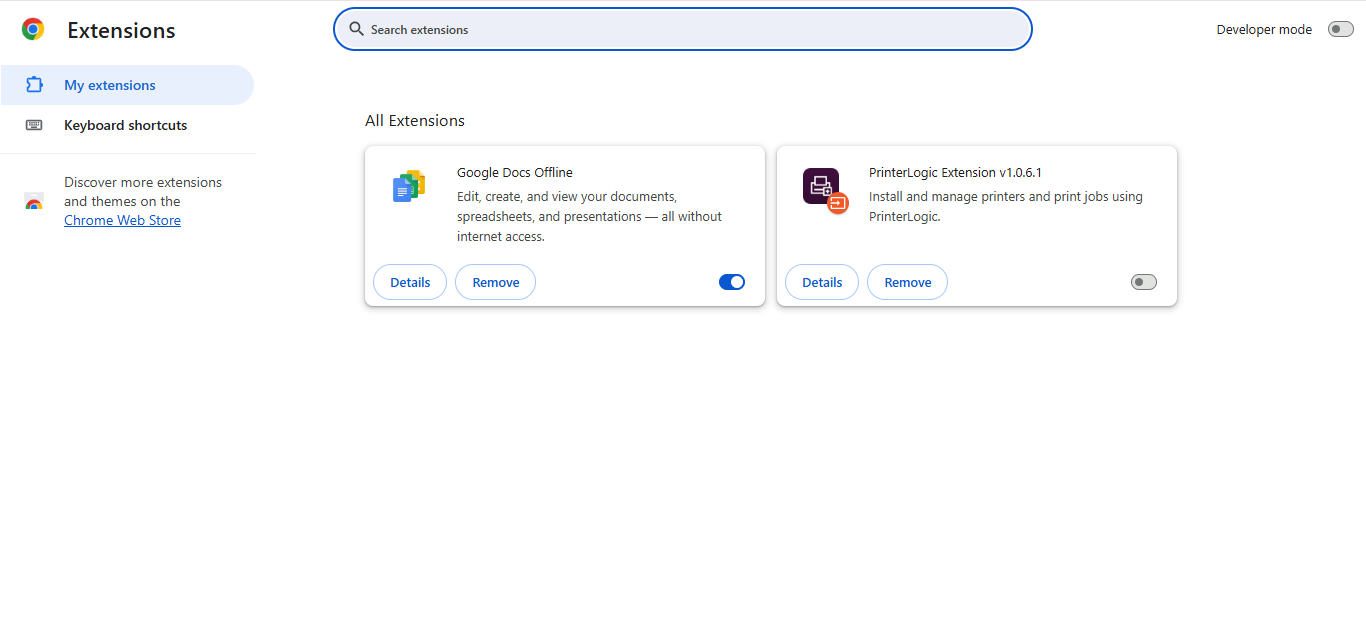 Extensions
Search extensions
Developer mode
My extensions
Keyboard shortcuts
Discover more extensions
and themes on the
Chrome Web Store
All Extensions
Google Docs Offline
Edit, create, and view your documents,
spreadsheets, and presentations — all without
internet access.
Details
Remove
PrinterLogic Extension v1.0.6.1
Install and manage printers and print jobs using
PrinterLogic.
Details
Remove